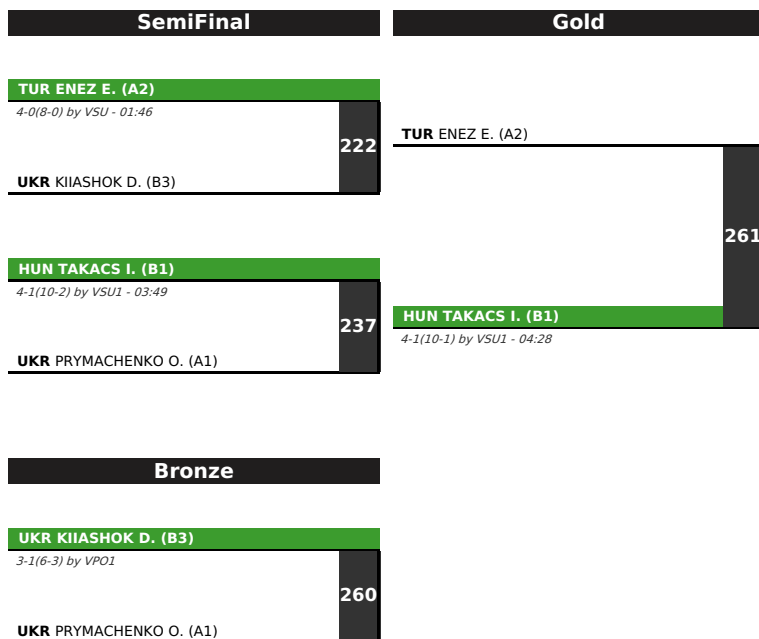 SemiFinal
TUR ENEZ E. (A2)
4-0(8-0) by VSU - 01:46
222
UKR KIIASHOK D. (B3)
HUN TAKACS I. (B1)
4-1(10-2) by VSU1 - 03:49
237
UKR PRYMACHENKO O. (A1)
Gold
TUR ENEZ E. (A2)
261
HUN TAKACS I. (B1)
4-1(10-1) by VSU1 - 04:28
Bronze
UKR KIIASHOK D. (B3)
3-1(6-3) by VPO1
260
UKR PRYMACHENKO O. (A1)